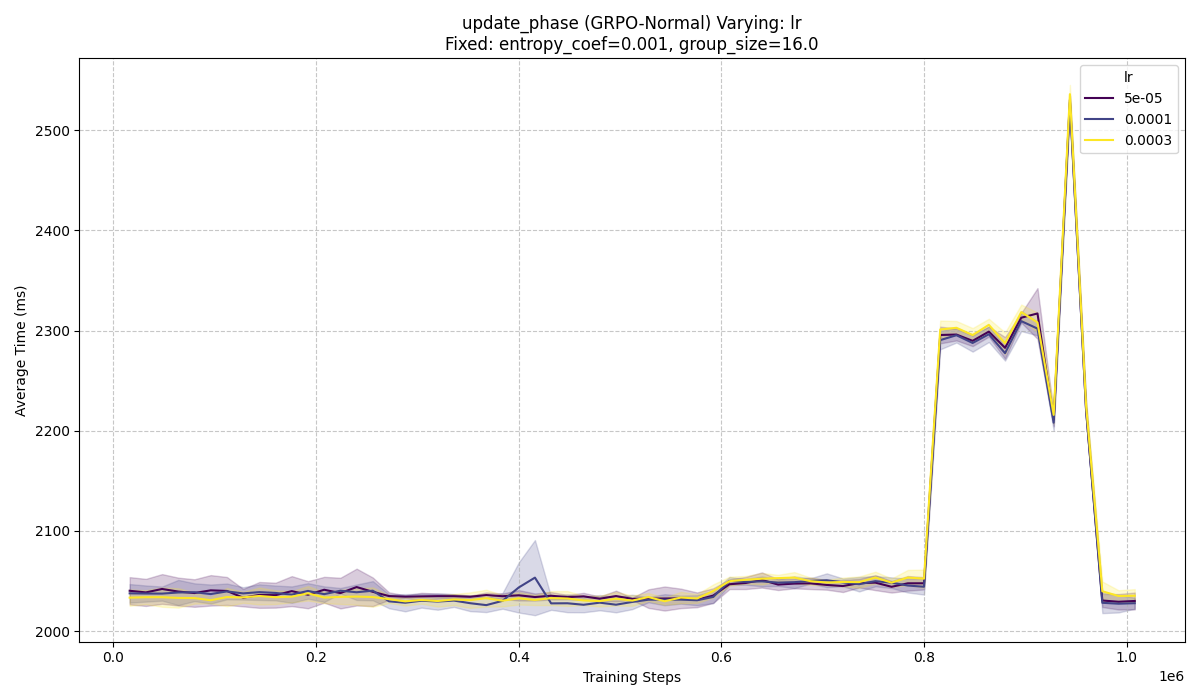 update_phase (GRPO-Normal) Varying: lr
Fixed: entropy_coef=0.001, group_size=16.0
lr
5e-05
0.0001
0.0003
Average Time (ms)
2500
2400
2300
2200
2100
2000
0.0
0.2
0.4
0.6
0.8
1.0
1e6
Training Steps